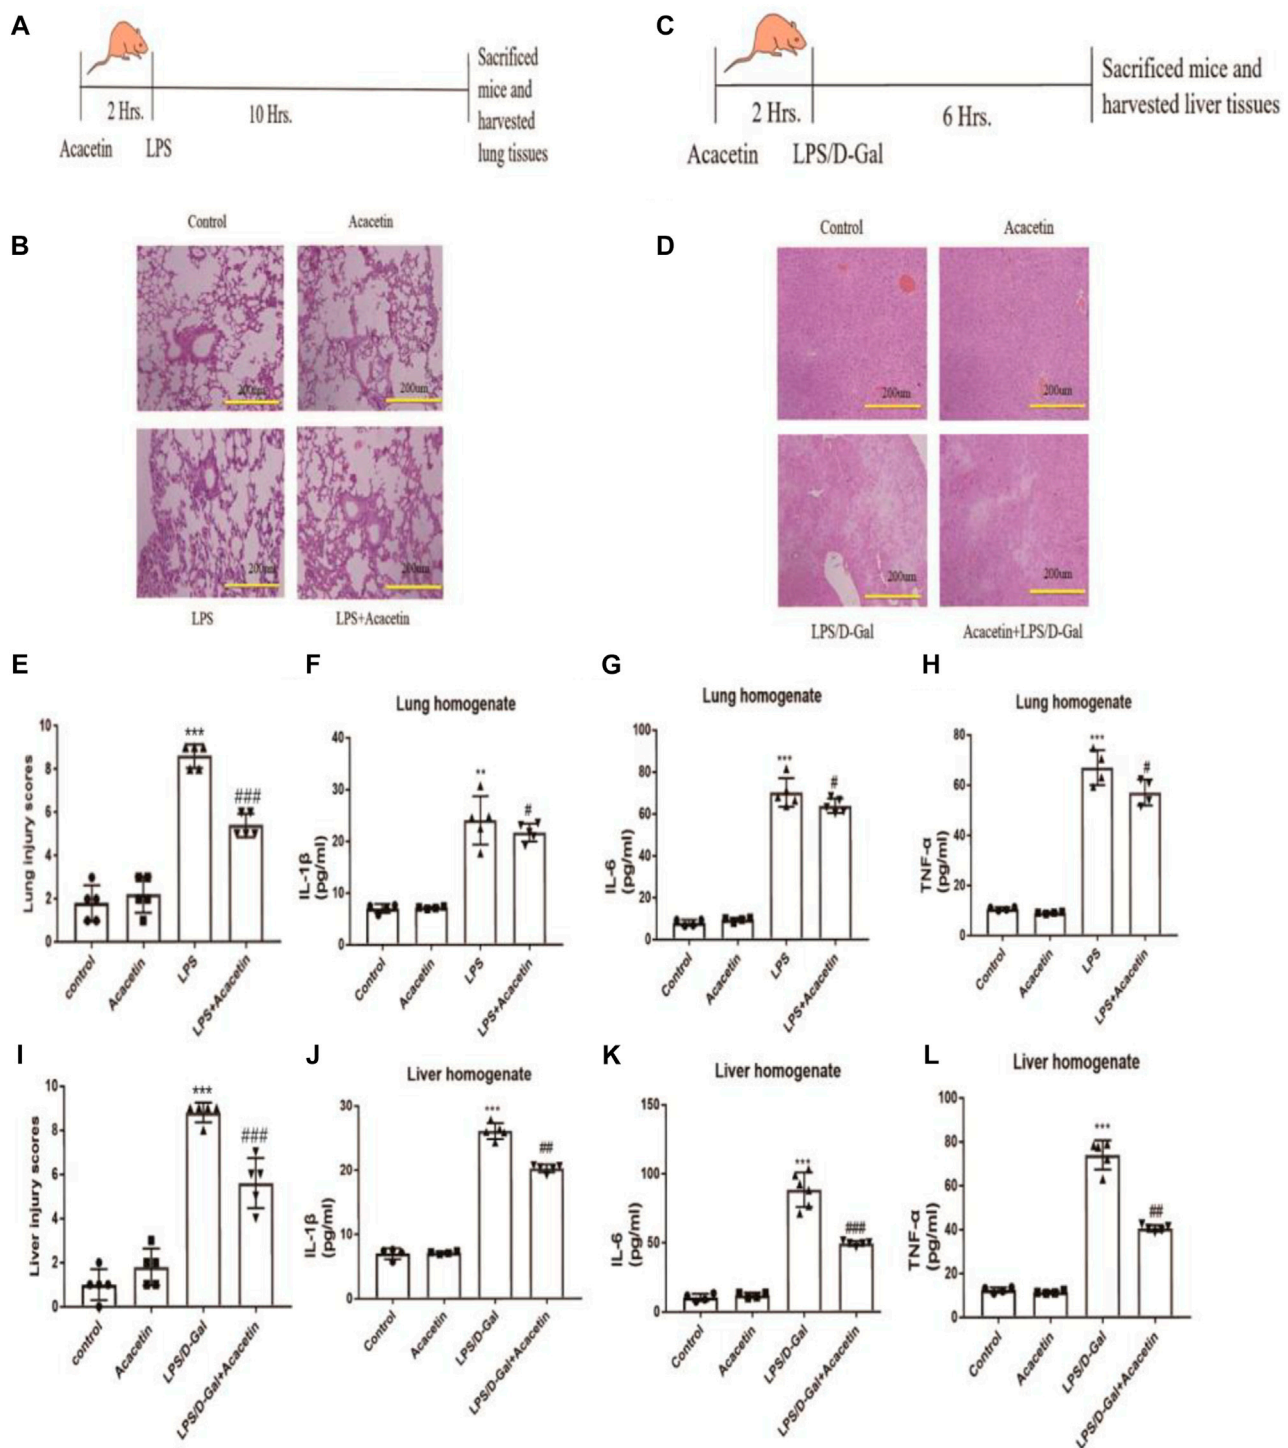 A
2 Hrs.
10 Hrs.
Acacetin
LPS
Sacrificed
mice and
harvested
lung tissues
C
2 Hrs.
6 Hrs.
Acacetin
LPS/D-Gal
Sacrificed mice and
harvested liver tissues
B
Control
Acacetin
200um
200um
200um
200um
LPS
LPS+Acacetin
D
Control
Acacetin
200um
200um
200um
200um
LPS/D-Gal
Acacetin+LPS/D-Gal
E
Lung injury scores
10
8
6
4
2
0
***
###
control
Acacetin
LPS
LPS+Acacetin
F
Lung homogenate
IL-1β
(pg/ml)
40
30
20
10
0
**
#
Control
Acacetin
LPS
LPS+Acacetin
G
Lung homogenate
IL-6
(pg/ml)
100
80
60
40
20
0
***
#
Control
Acacetin
LPS
LPS+Acacetin
H
Lung homogenate
TNF-α
(pg/ml)
80
60
40
20
0
***
#
Control
Acacetin
LPS
LPS+Acacetin
I
Liver injury scores
10
8
6
4
2
0
***
###
control
Acacetin
LPS/D-Gal
LPS/D-Gal+Acacetin
J
Liver homogenate
IL-1β
(pg/ml)
30
20
10
0
***
##
Control
Acacetin
LPS/D-Gal
LPS/D-Gal+Acacetin
K
Liver homogenate
IL-6
(pg/ml)
150
100
50
0
***
###
Control
Acacetin
LPS/D-Gal
LPS/D-Gal+Acacetin
L
Liver homogenate
TNF-α
(pg/ml)
100
80
60
40
20
0
***
##
Control
Acacetin
LPS/D-Gal
LPS/D-Gal+Acacetin